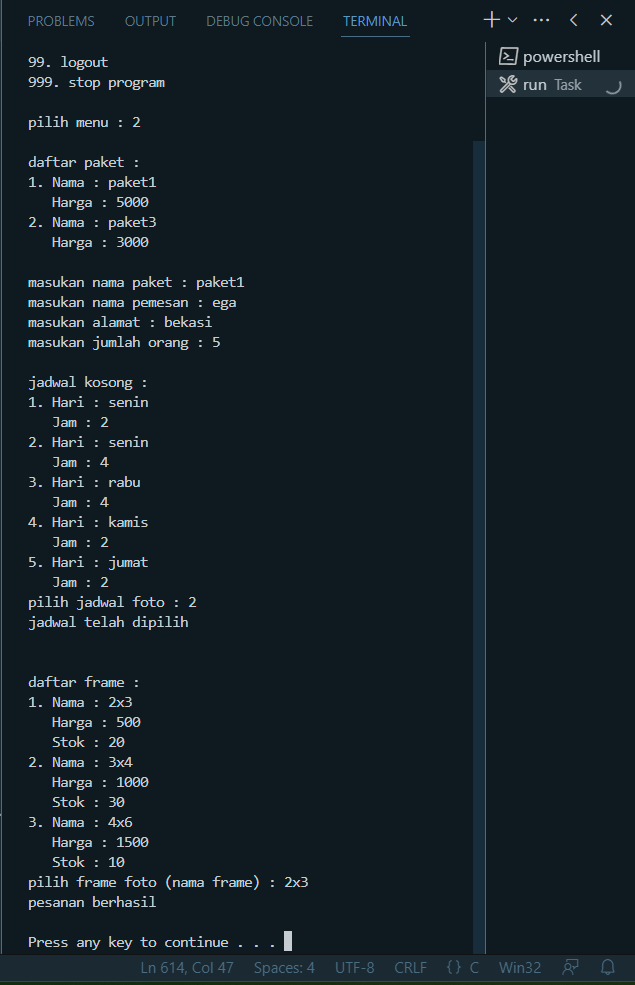 PROBLEMS OUTPUT DEBUG CONSOLE TERMINAL
powershell
run Task
99. logout
999. stop program
pilih menu : 2
daftar paket :
1. Nama : paket1
Harga : 5000
2. Nama : paket3
Harga : 3000
masukan nama paket : paket1
masukan nama pemesan : ega
masukan alamat : bekasi
masukan jumlah orang : 5
jadwal kosong :
1. Hari : senin
Jam : 2
2. Hari : senin
Jam : 4
3. Hari : rabu
Jam : 4
4. Hari : kamis
Jam : 2
5. Hari : jumat
Jam : 2
pilih jadwal foto : 2
jadwal telah dipilih
daftar frame :
1. Nama : 2x3
Harga : 500
Stok : 20
2. Nama : 3x4
Harga : 1000
Stok : 30
3. Nama : 4x6
Harga : 1500
Stok : 10
pilih frame foto (nama frame) : 2x3
pesanan berhasil
Press any key to continue . . .
Ln 614, Col 47 Spaces: 4 UTF-8 CRLF {} C Win32